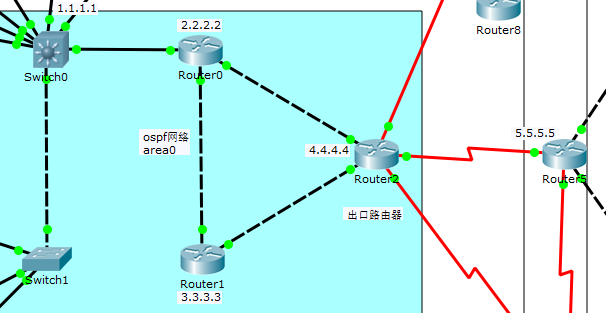 1.1.1.1
2.2.2.2
Router8
Switch0
Router0
ospf网络
area0
4.4.4.4
5.5.5.5
Router2
Router5
出口路由器
Switch1
Router1
3.3.3.3